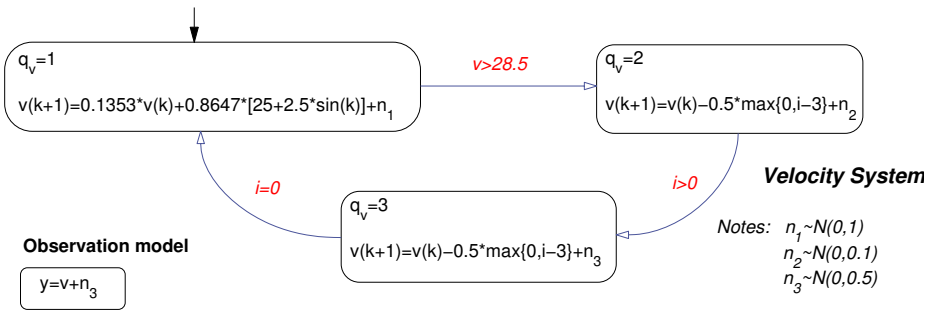 q_v=1
v(k+1)=0.1353*v(k)+0.8647*[25+2.5*sin(k)]+n_1
v>28.5
q_v=2
v(k+1)=v(k)−0.5*max{0,i−3}+n_2
i=0
i>0
Velocity System
q_v=3
v(k+1)=v(k)−0.5*max{0,i−3}+n_3
Observation model
y=v+n_3
Notes: n_1~N(0,1)
n_2~N(0,0.1)
n_3~N(0,0.5)